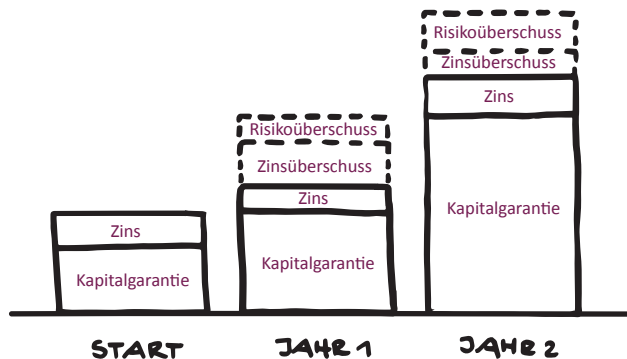 Zins
Kapitalgarantie
START
Risikoüberschuss
Zinsüberschuss
Zins
Kapitalgarantie
JAHR 1
Risikoüberschuss
Zinsüberschuss
Zins
Kapitalgarantie
JAHR 2